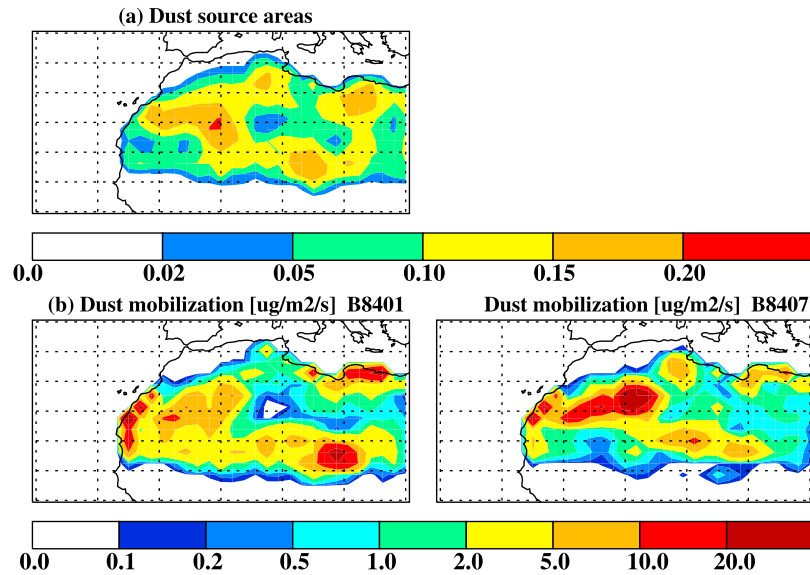 (a) Dust source areas
0.0 0.02 0.05 0.10 0.15 0.20
(b) Dust mobilization [ug/m2/s] B8401
Dust mobilization [ug/m2/s] B8407
0.0 0.1 0.2 0.5 1.0 2.0 5.0 10.0 20.0